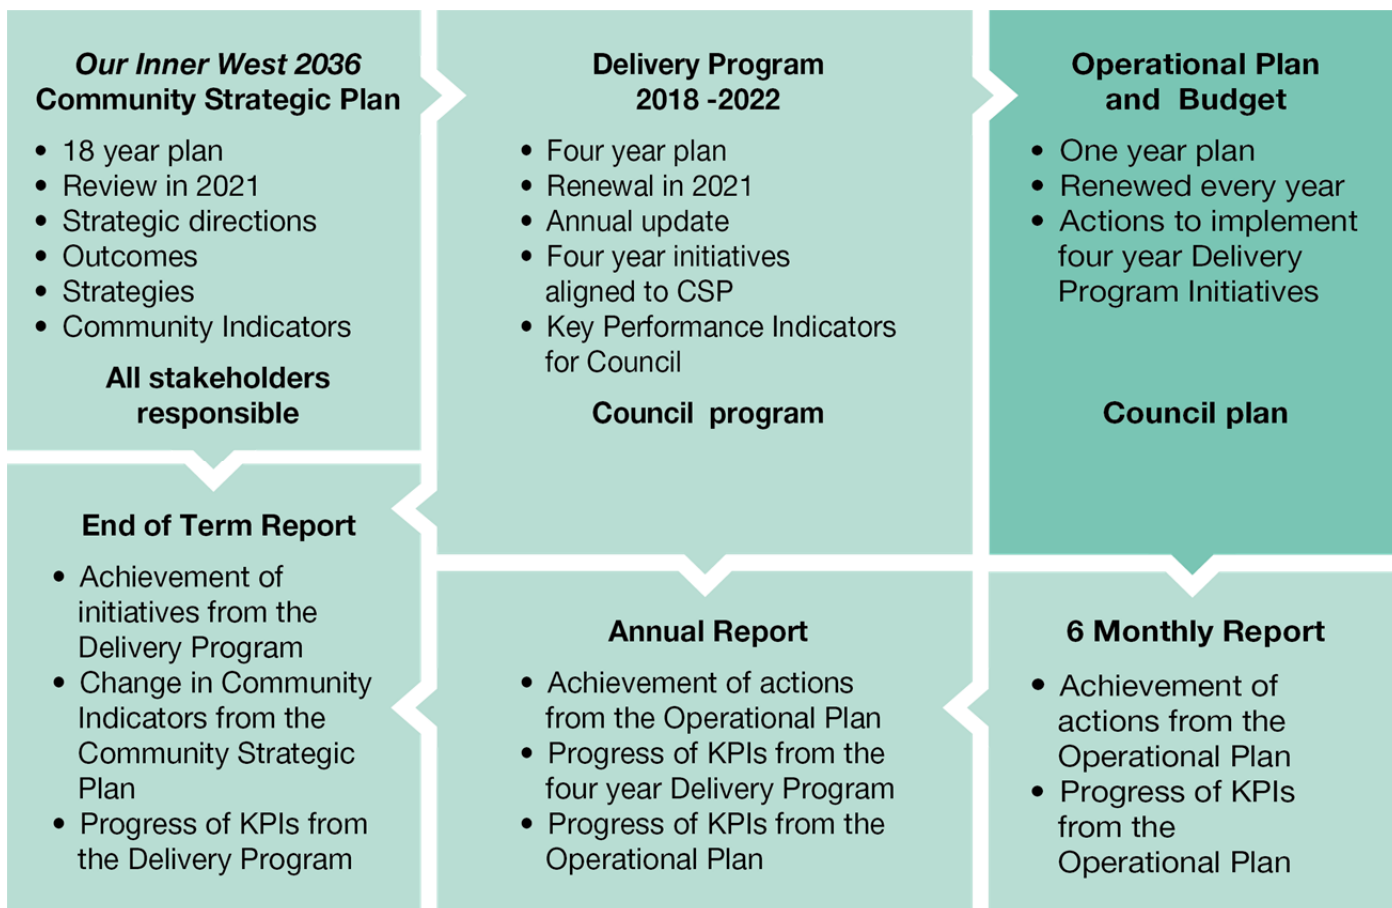 Our Inner West 2036
Community Strategic Plan
• 18 year plan
• Review in 2021
• Strategic directions
• Outcomes
• Strategies
• Community Indicators
All stakeholders
responsible
Delivery Program
2018 -2022
• Four year plan
• Renewal in 2021
• Annual update
• Four year initiatives
aligned to CSP
• Key Performance Indicators
for Council
Council program
Operational Plan
and Budget
• One year plan
• Renewed every year
• Actions to implement
four year Delivery
Program Initiatives
Council plan
End of Term Report
• Achievement of
initiatives from the
Delivery Program
• Change in Community
Indicators from the
Community Strategic
Plan
• Progress of KPIs from
the Delivery Program
Annual Report
• Achievement of actions
from the Operational Plan
• Progress of KPIs from the
four year Delivery Program
• Progress of KPIs from the
Operational Plan
6 Monthly Report
• Achievement of
actions from the
Operational Plan
• Progress of KPIs
from the
Operational Plan